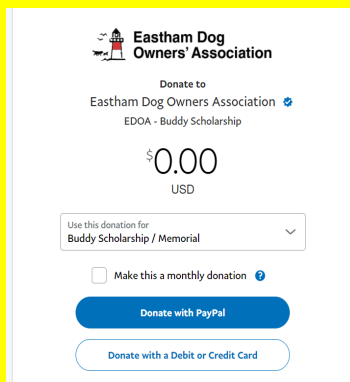 Eastham Dog
Owners' Association
Donate to
Eastham Dog Owners Association
EDOA - Buddy Scholarship
$0.00
USD
Use this donation for
Buddy Scholarship / Memorial
Make this a monthly donation ?
Donate with PayPal
Donate with a Debit or Credit Card